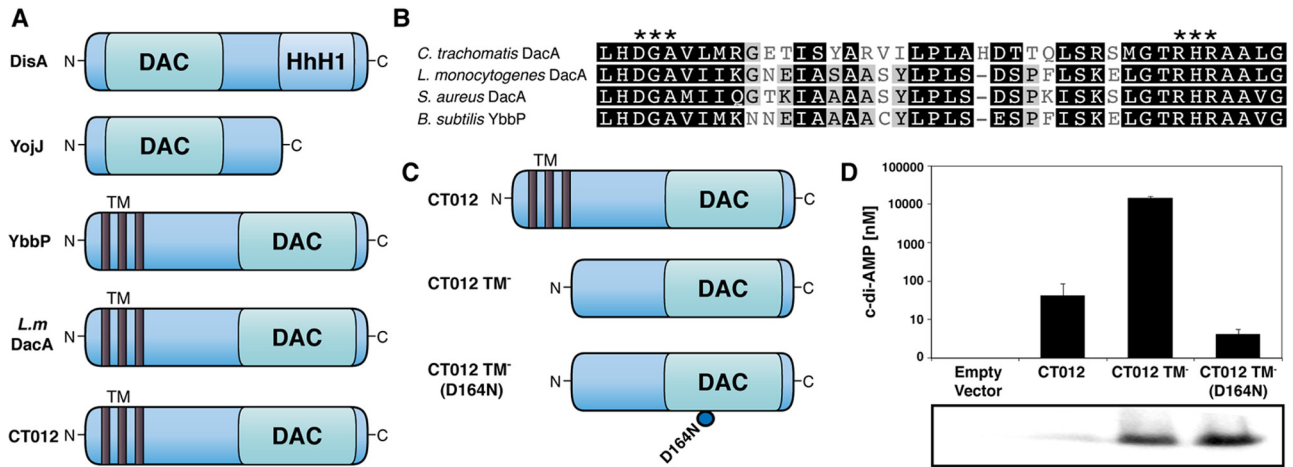 A
DisA N DAC HhH1 C
YojJ DAC C
TM
YbbP N DAC C
TM
L.m DacA N DAC C
TM
CT012 N DAC C
B
*** ***
C. trachomatis DacA LHDGAVLMRGETISYARVILPLAHDTTQLSRSMGTRHRAALG
L. monocytogenes DacA LHDGAVIIKGNEIASAASYLPLS-DSPFLSKELGTRHRAALG
S. aureus DacA LHDGAMIIQGTKIAAAASYLPLS-DSPKISKSLGTRHRAAVG
B. subtilis YbbP LHDGAVIMKNNEIAAAACYLPLS-ESPFISKELGTRHRAAVG
C
TM
CT012 N DAC C
CT012 TM⁻ N DAC C
CT012 TM⁻
(D164N) N DAC C
D164N
D
c-di-AMP [nM]
100000
10000
1000
100
10
0
Empty Vector
CT012
CT012 TM⁻
CT012 TM⁻
(D164N)